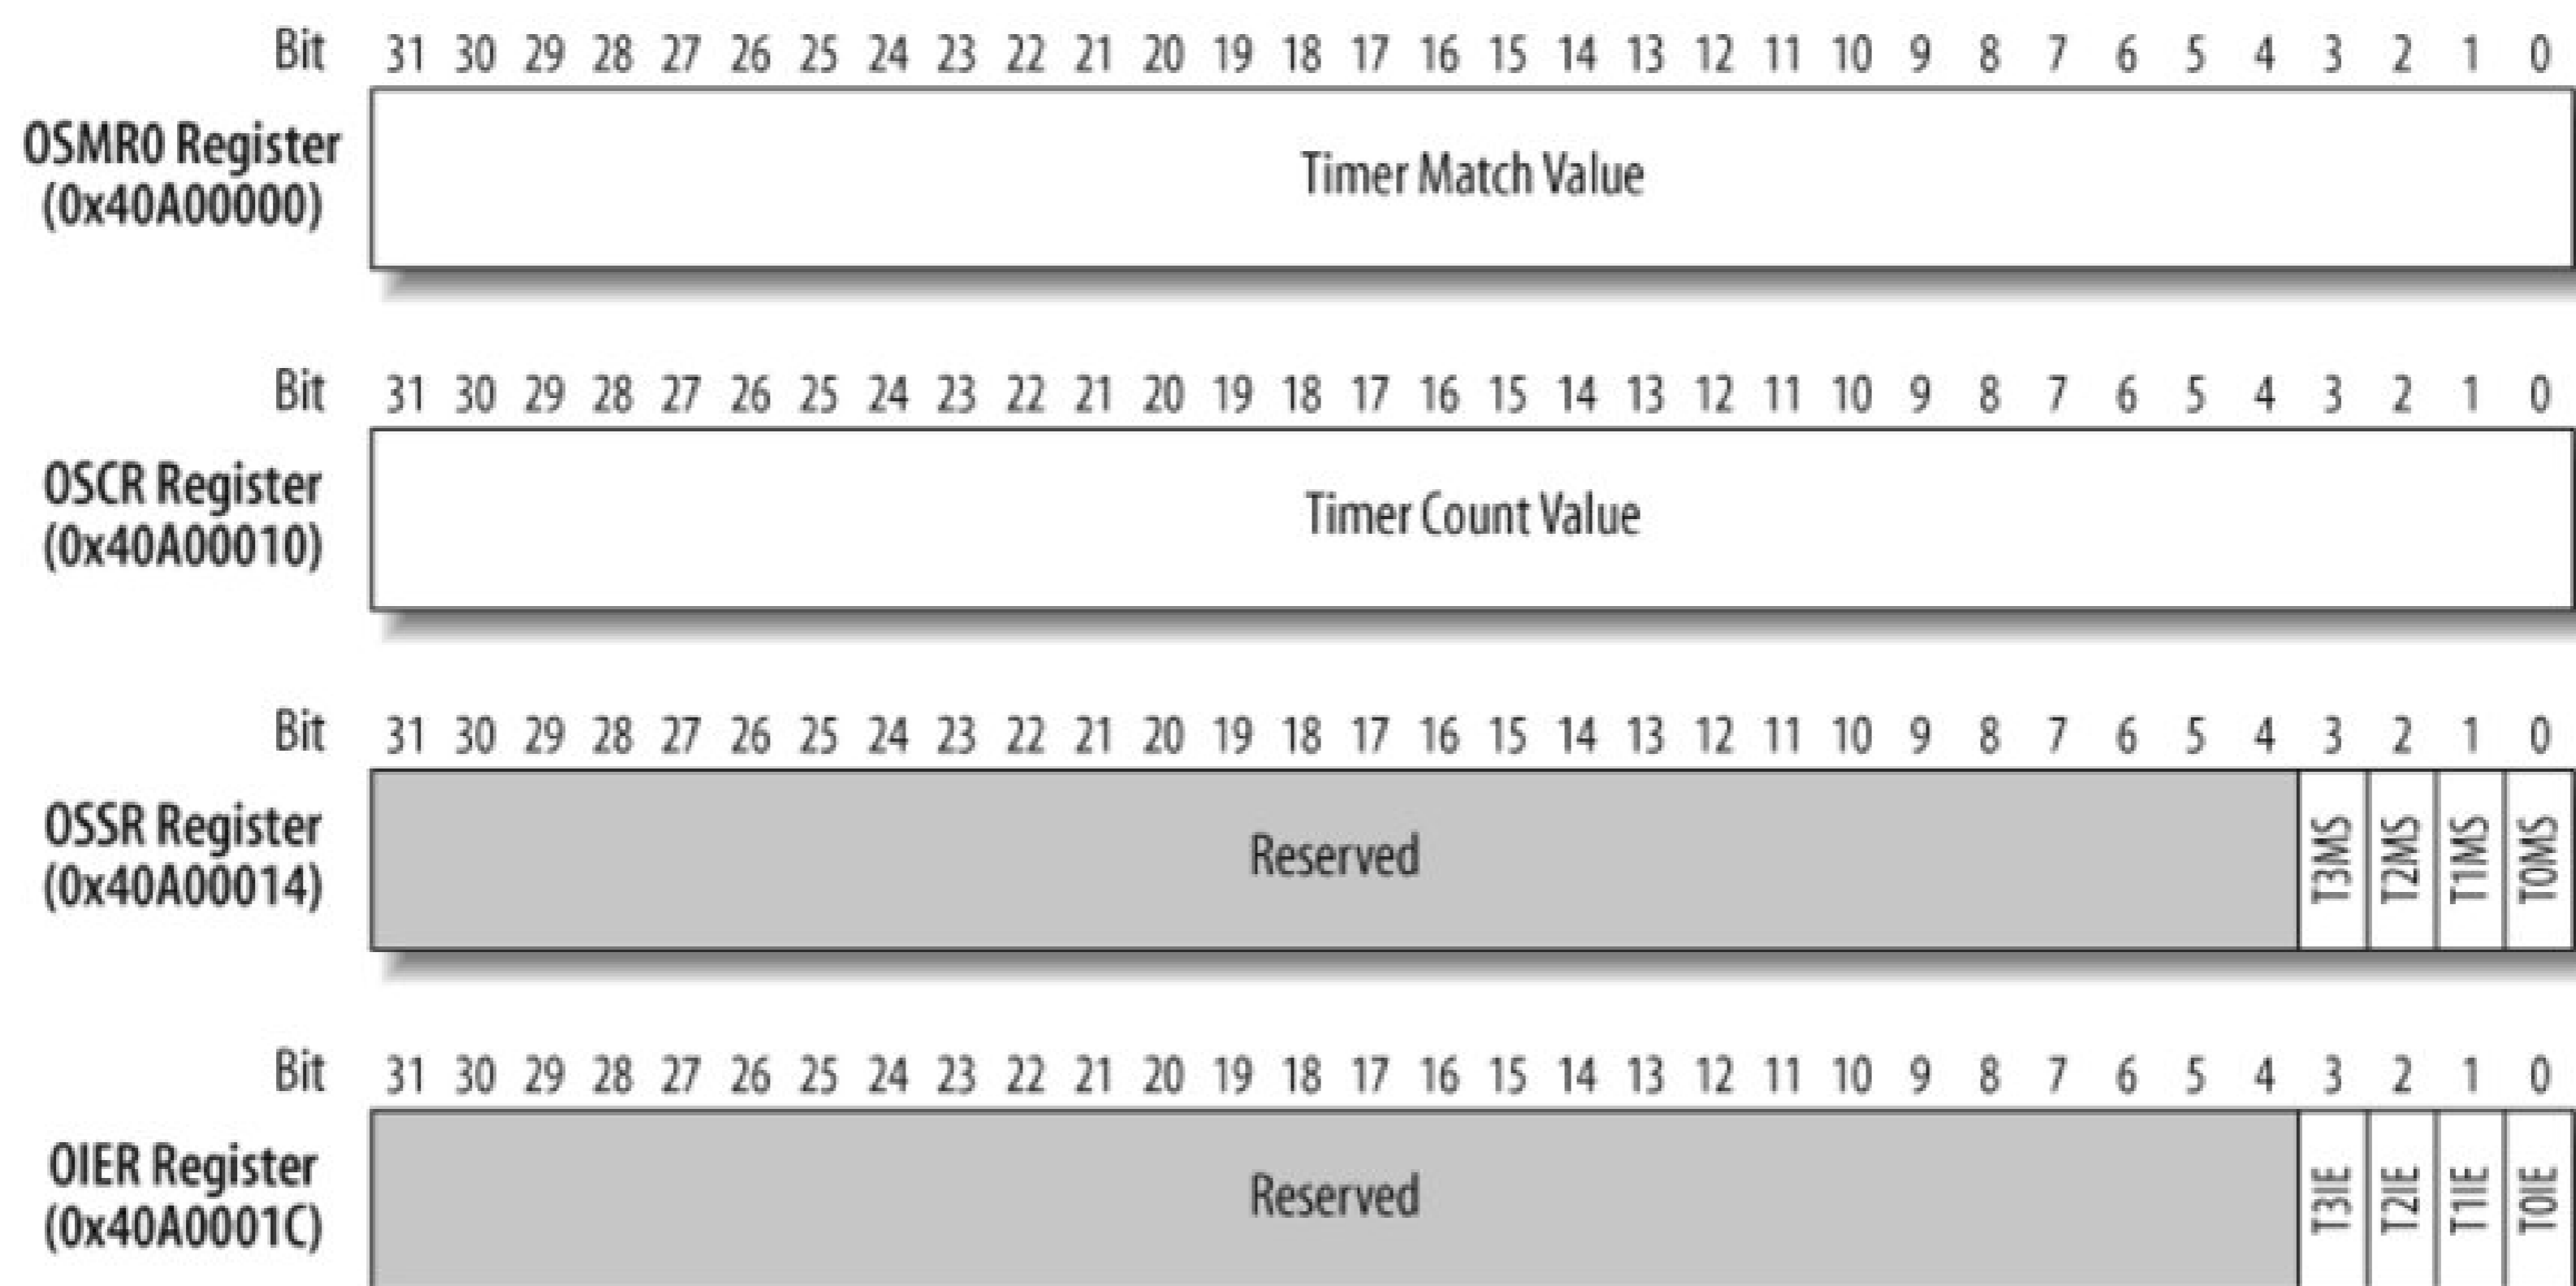 Bit 31 30 29 28 27 26 25 24 23 22 21 20 19 18 17 16 15 14 13 12 11 10 9 8 7 6 5 4 3 2 1 0
OSMR0 Register
(0x40A00000)
Timer Match Value
Bit 31 30 29 28 27 26 25 24 23 22 21 20 19 18 17 16 15 14 13 12 11 10 9 8 7 6 5 4 3 2 1 0
OSCR Register
(0x40A00010)
Timer Count Value
Bit 31 30 29 28 27 26 25 24 23 22 21 20 19 18 17 16 15 14 13 12 11 10 9 8 7 6 5 4 3 2 1 0
OSSR Register
(0x40A00014)
Reserved
T3MS
T2MS
T1MS
T0MS
Bit 31 30 29 28 27 26 25 24 23 22 21 20 19 18 17 16 15 14 13 12 11 10 9 8 7 6 5 4 3 2 1 0
OIER Register
(0x40A0001C)
Reserved
T3IE
T2IE
T1IE
T0IE